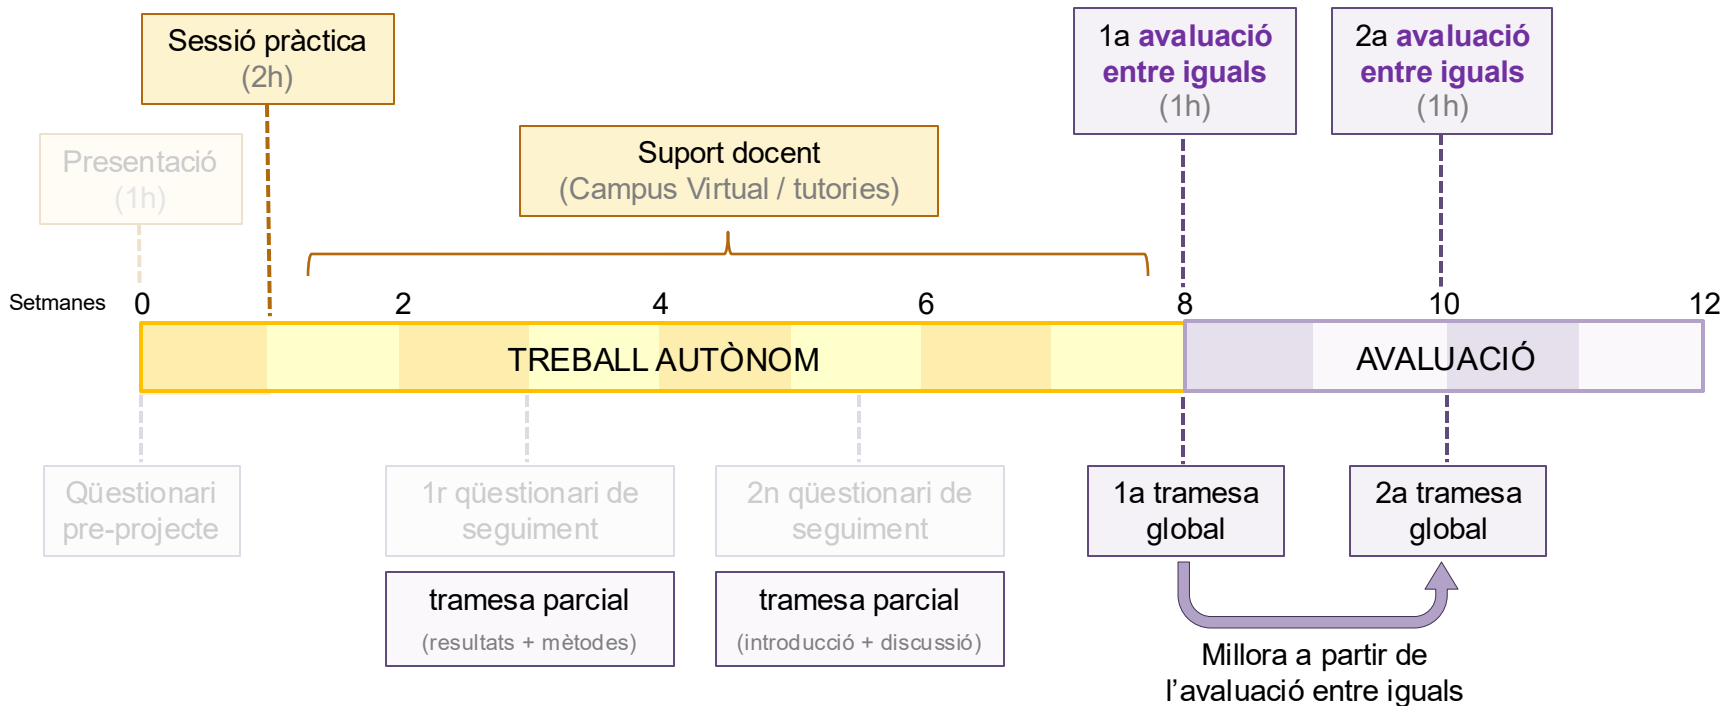 Sessió pràctica
(2h)
1a avaluació
entre iguals
(1h)
2a avaluació
entre iguals
(1h)
Presentació
(1h)
Suport docent
(Campus Virtual / tutories)
Setmanes 0 2 4 6 8 10 12
TREBALL AUTÒNOM
AVALUACIÓ
Qüestionari
pre-projecte
1r qüestionari de
seguiment
2n qüestionari de
seguiment
1a tramesa
global
2a tramesa
global
tramesa parcial
(resultats + mètodes)
tramesa parcial
(introducció + discussió)
Millora a partir de
l’avaluació entre iguals